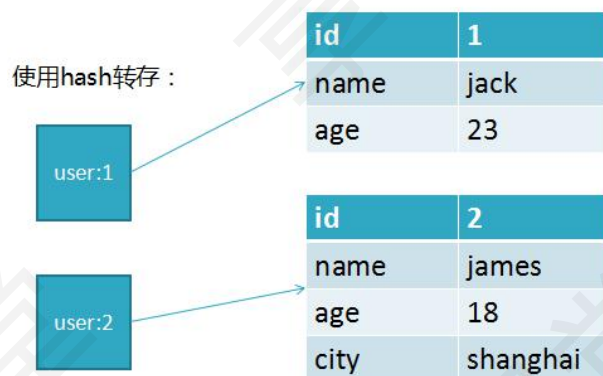 使用hash转存：
user:1
id 1
name jack
age 23
user:2
id 2
name james
age 18
city shanghai